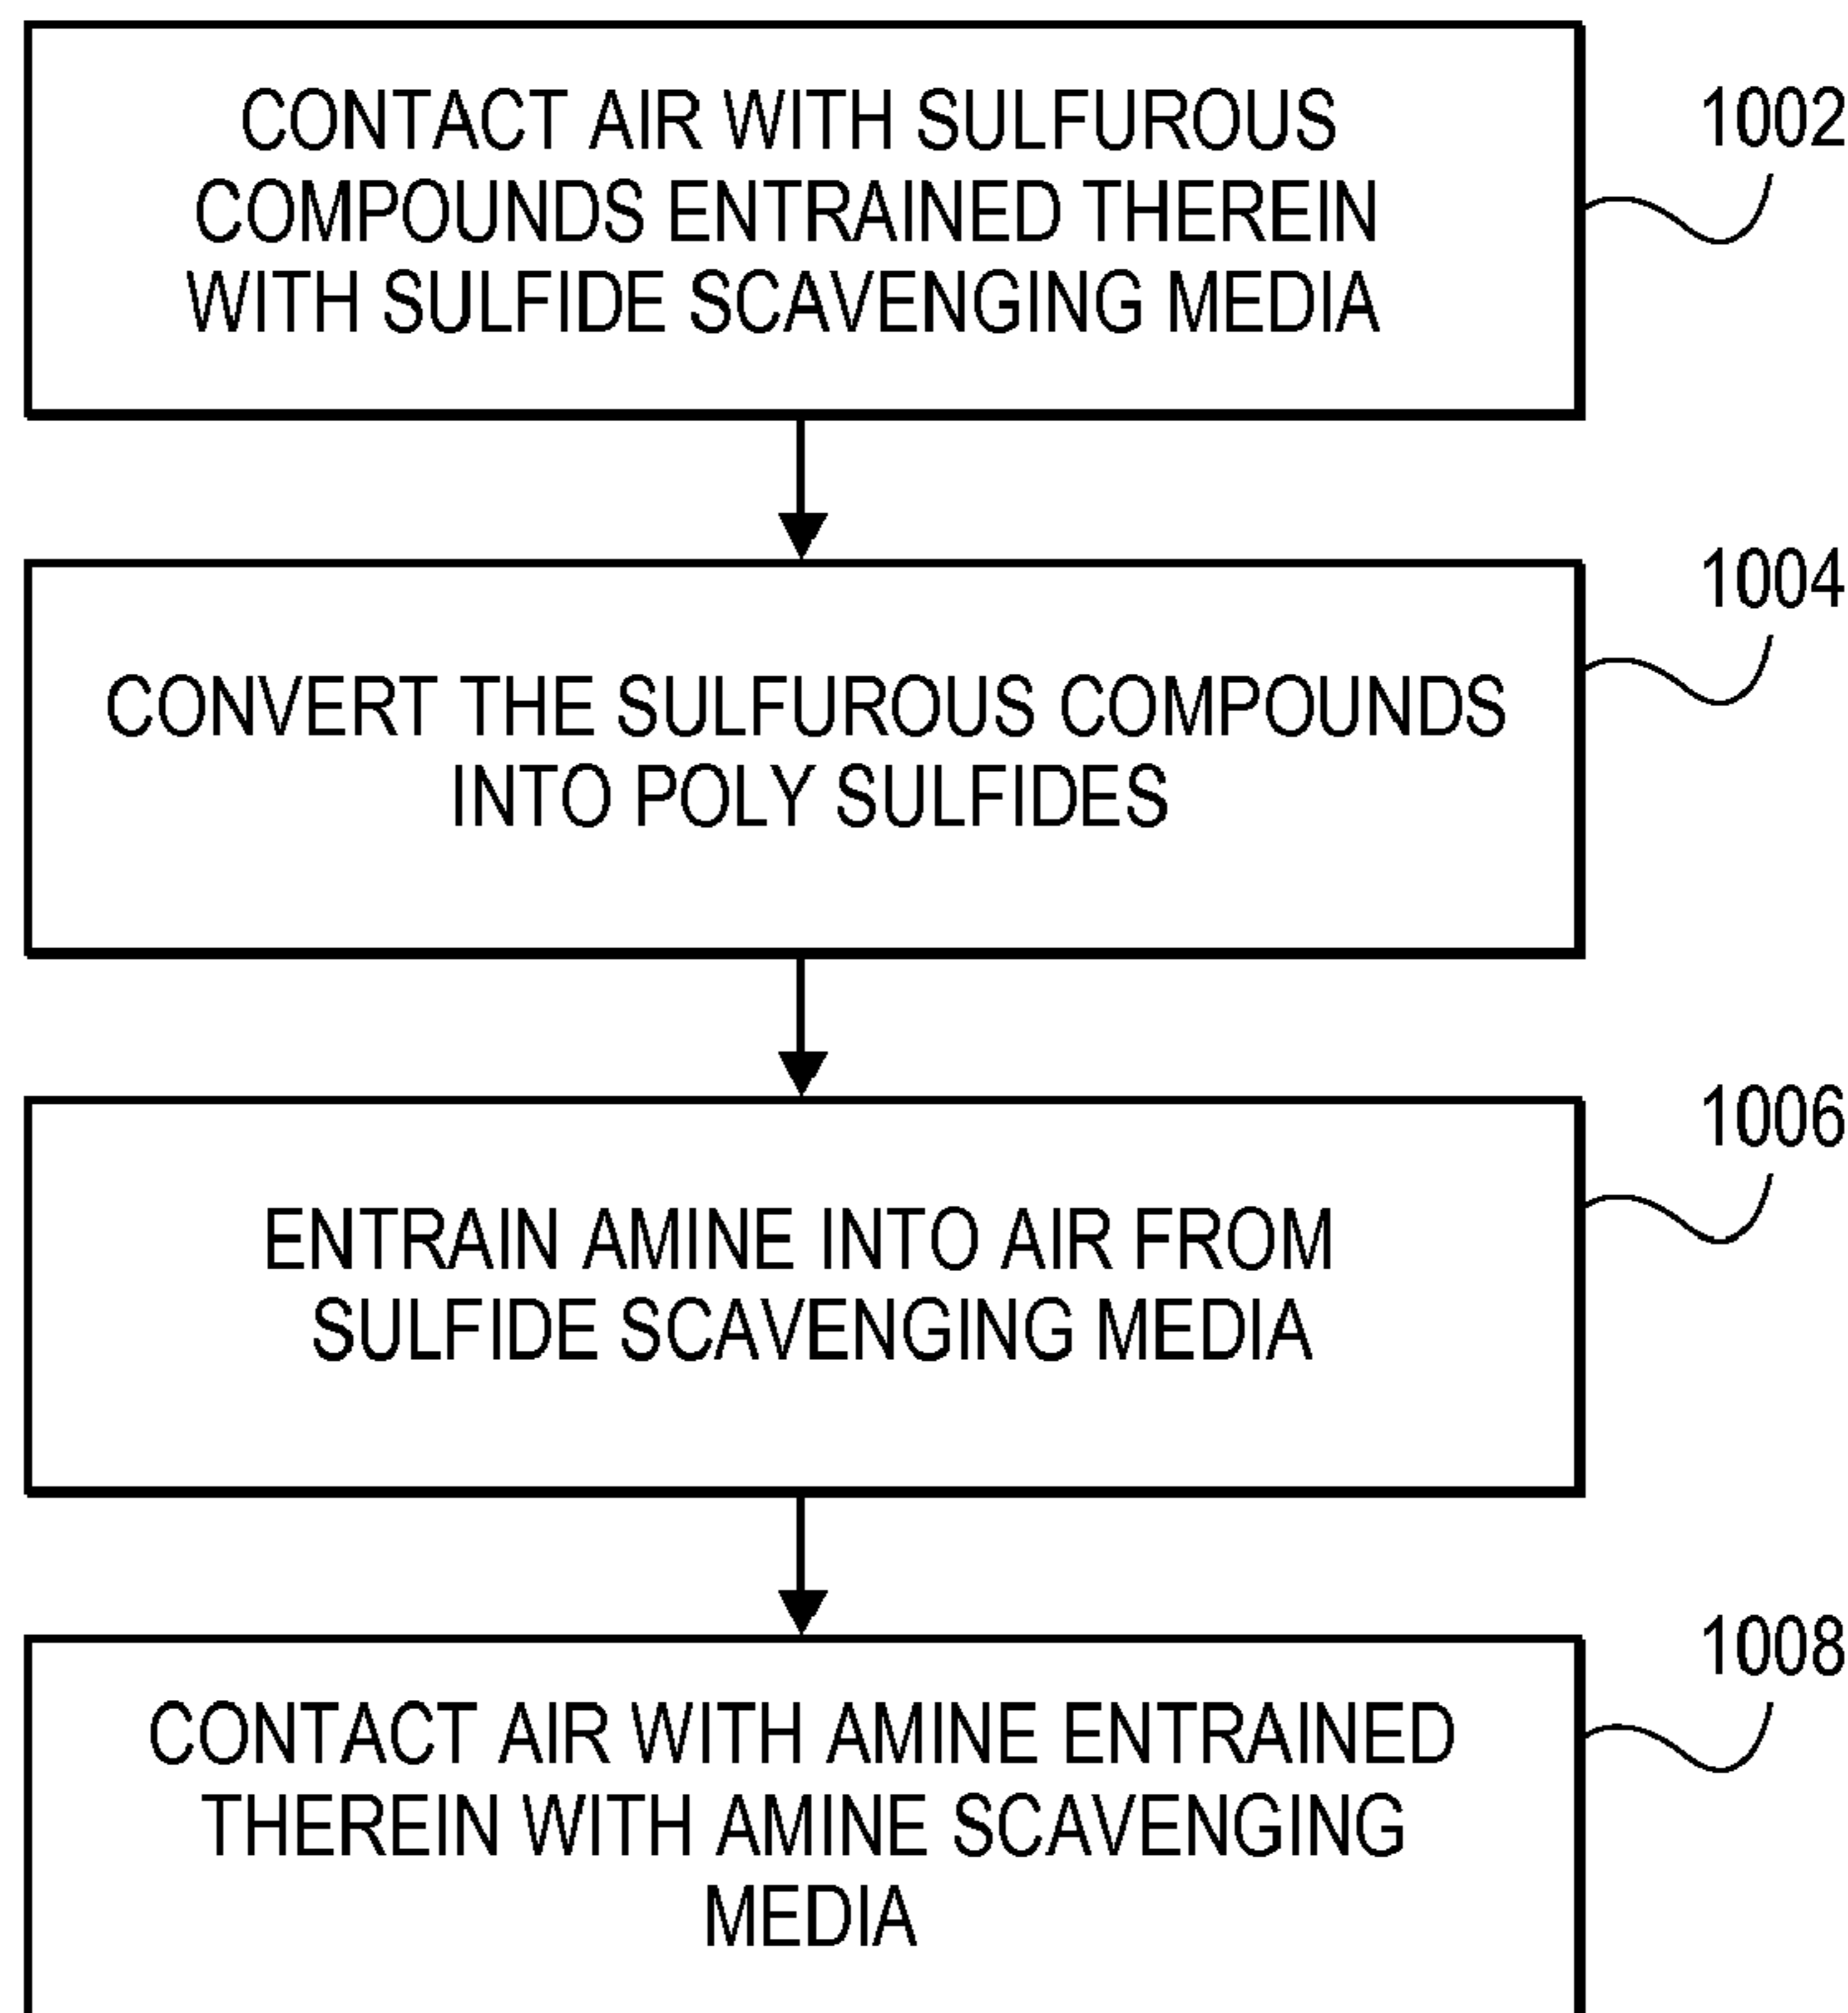 CONTACT AIR WITH SULFUROUS
COMPOUNDS ENTRAINED THEREIN
WITH SULFIDE SCAVENGING MEDIA
1002
CONVERT THE SULFUROUS COMPOUNDS
INTO POLY SULFIDES
1004
ENTRAIN AMINE INTO AIR FROM
SULFIDE SCAVENGING MEDIA
1006
CONTACT AIR WITH AMINE ENTRAINED
THEREIN WITH AMINE SCAVENGING
MEDIA
1008